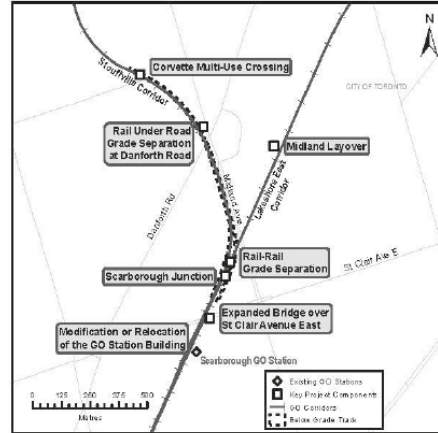 N
Corvette Multi-Use Crossing
Stouffville Corridor
CITY OF TORONTO
Rail Under Road
Grade Separation
at Danforth Road
Midland Layover
Midland Ave
Lakeshore East
Corridor
Danforth Rd
Rail-Rail
Grade Separation
St Clair Ave E
Scarborough Junction
Expanded Bridge over
St Clair Avenue East
Modification or Relocation
of the GO Station Building
Scarborough GO Station
0 125 250 500
Metres
Existing GO Stations
Key Project Components
GO Corridors
Below Grade Track